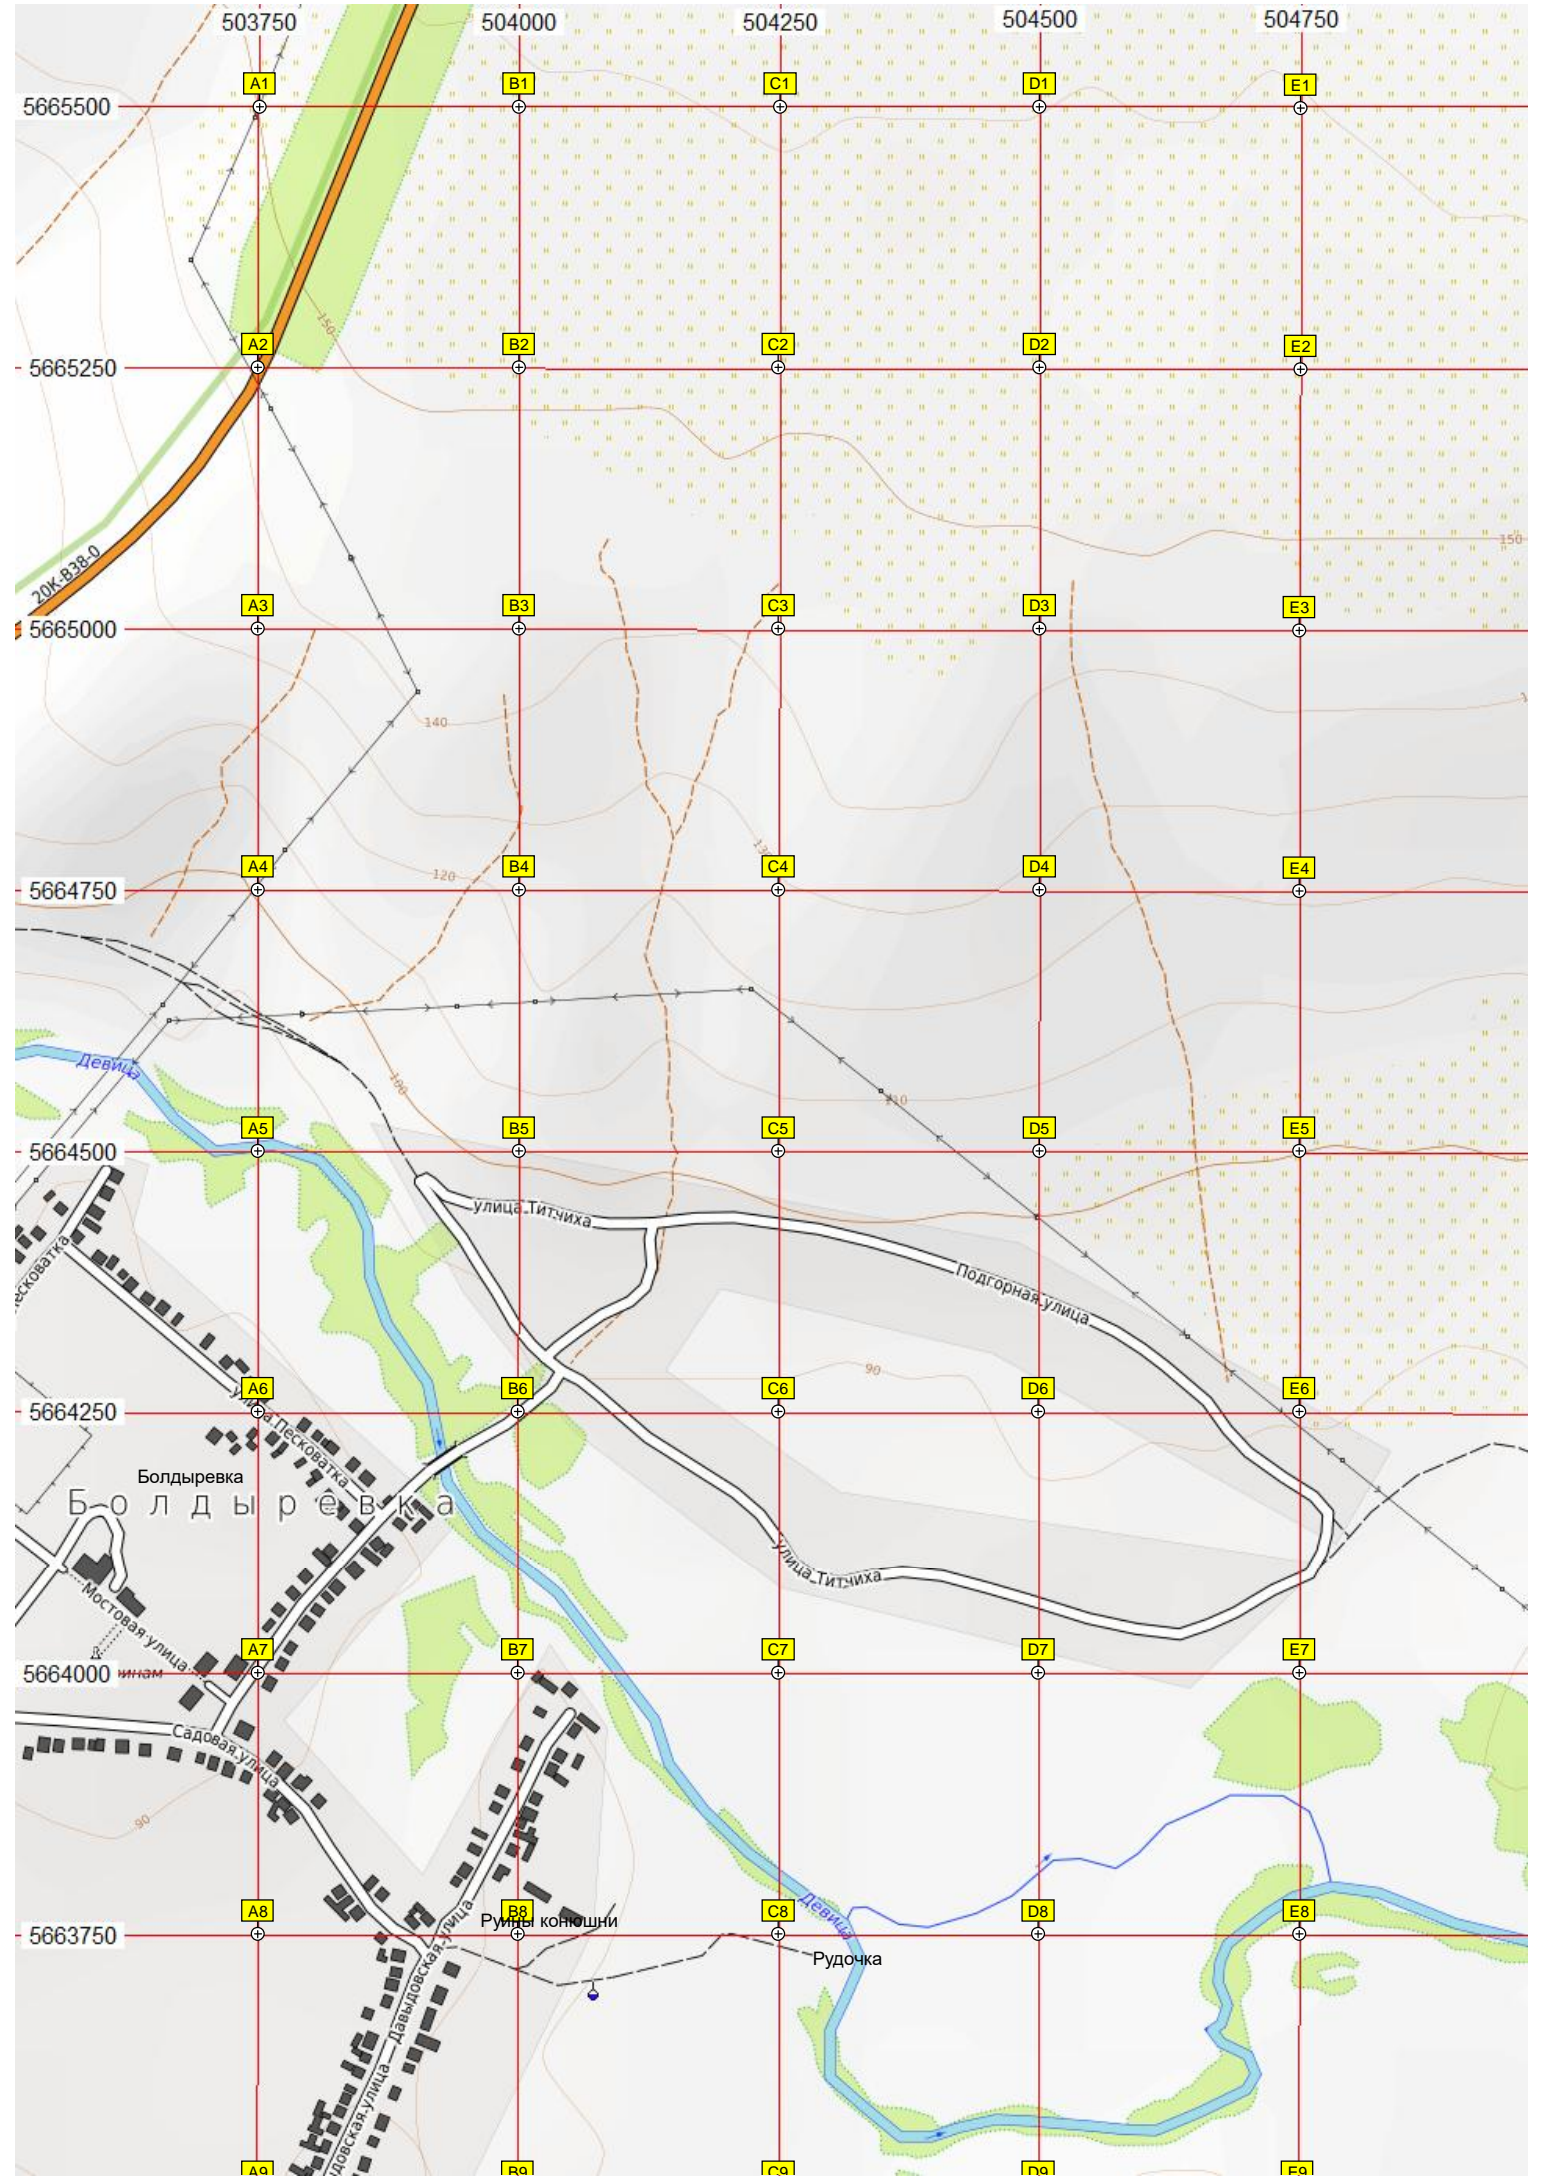 503750 504000 504250 504500 504750
A1 B1 C1 D1 E1
5665500
150
A2 B2 C2 D2 E2
5665250
150
20К-В38-0
A3 B3 C3 D3 E3
5665000
140
130
A4 B4 C4 D4 E4
120
5664750
Девица
100
110
A5 B5 C5 D5 E5
5664500
улица Титчиха
Подгорная улица
90
A6 B6 C6 D6 E6
5664250
улица Песковатка
Болдыревка
Болдыревка
улица Титчиха
Мостовая улица
A7 B7 C7 D7 E7
5664000
Садовая улица
90
Девица
A8 B8 C8 D8 E8
Руины конюшни
5663750
Рудочка
Давыдовская улица
A9 B9 C9 D9 E9